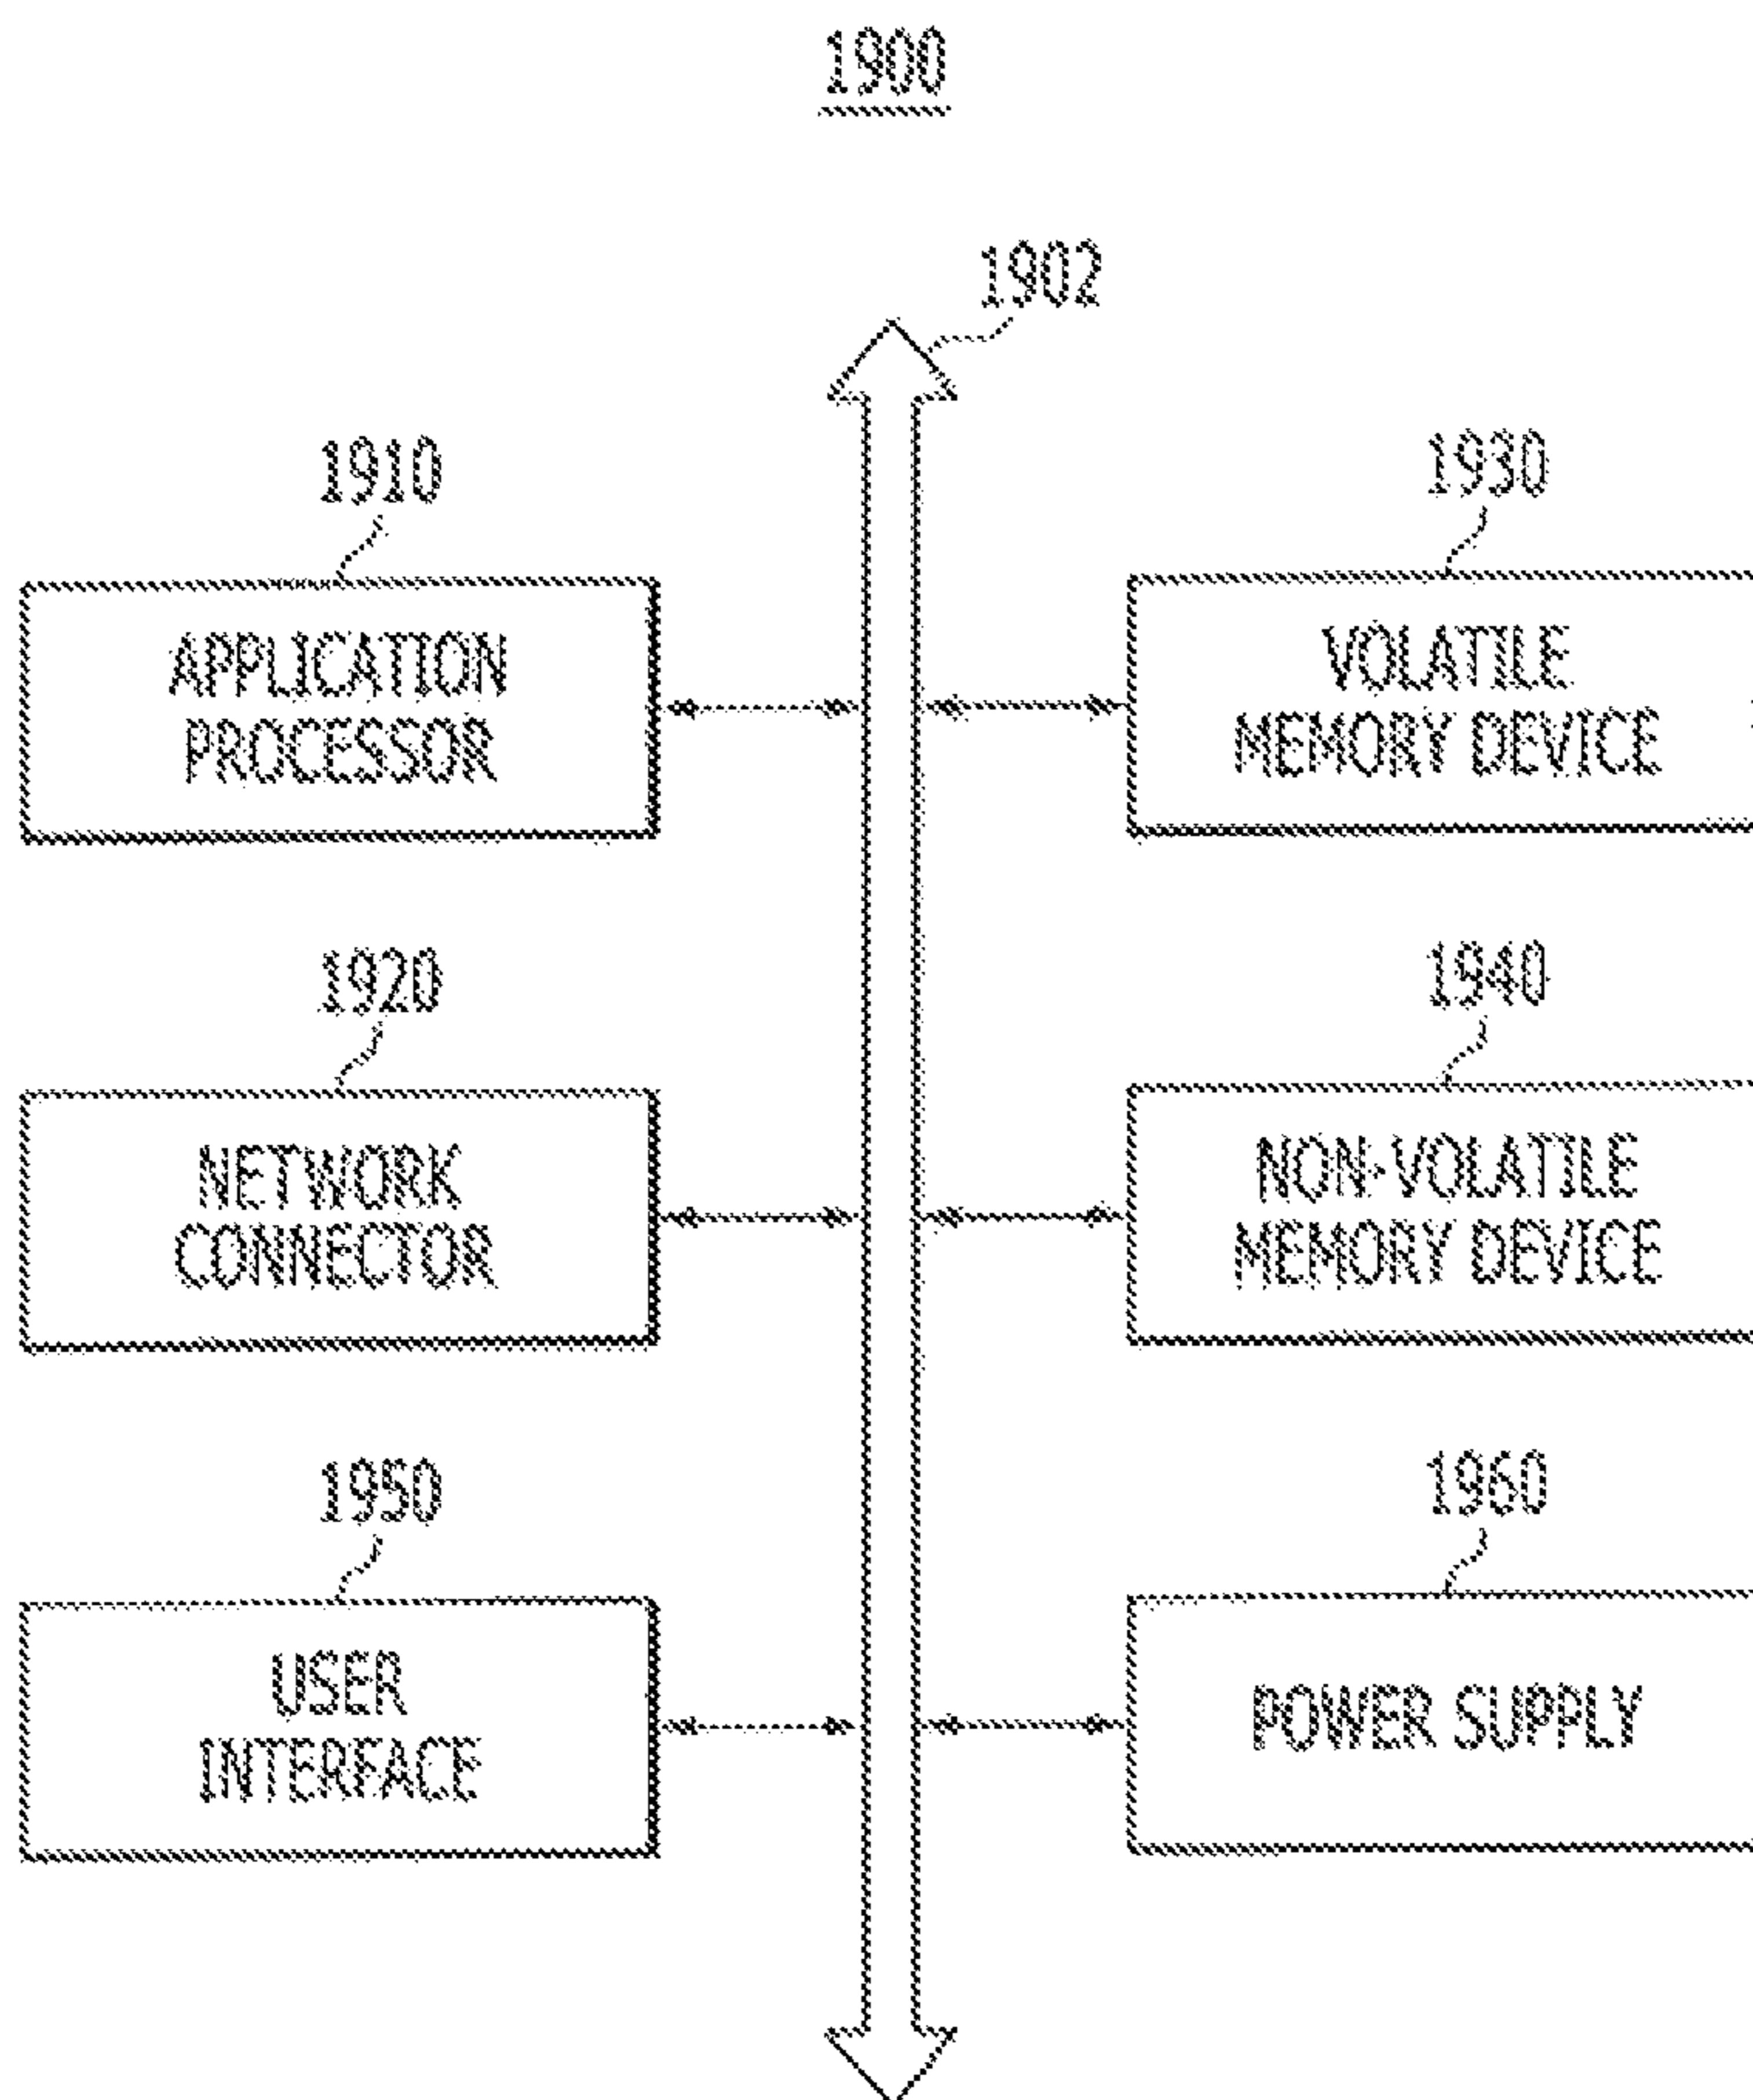 1900
1902
1910
APPLICATION
PROCESSOR
1930
VOLATILE
MEMORY DEVICE
1920
NETWORK
CONNECTOR
1940
NON-VOLATILE
MEMORY DEVICE
1950
USER
INTERFACE
1960
POWER SUPPLY